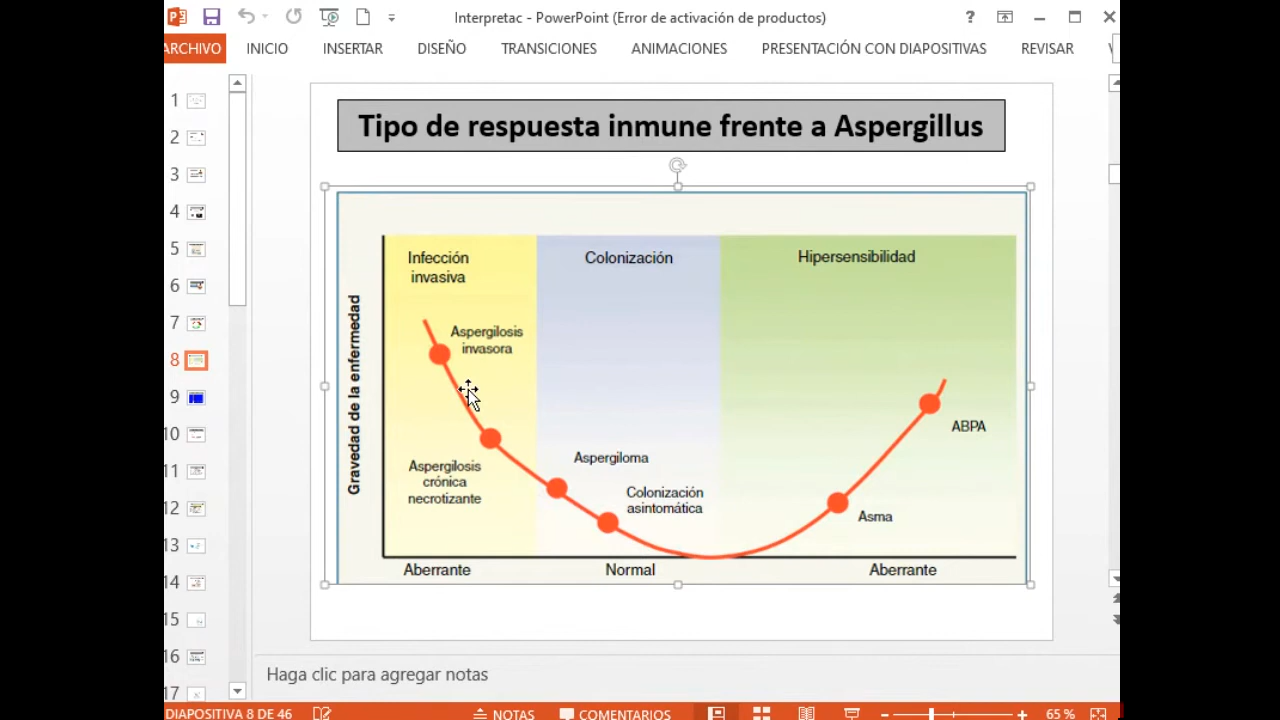 Interpretac - PowerPoint (Error de activación de productos)
?
ARCHIVO INICIO INSERTAR DISEÑO TRANSICIONES ANIMACIONES PRESENTACIÓN CON DIAPOSITIVAS REVISAR
1
2
3
4
5
6
7
8
9
10
11
12
13
14
15
16
17
Tipo de respuesta inmune frente a Aspergillus
Gravedad de la enfermedad
Infección
invasiva
Colonización
Hipersensibilidad
Aspergilosis
invasora
Aspergilosis
crónica
necrotizante
Aspergiloma
Colonización
asintomática
ABPA
Asma
Aberrante Normal Aberrante
Haga clic para agregar notas
DIAPOSITIVA 8 DE 46 NOTAS COMENTARIOS 65 %